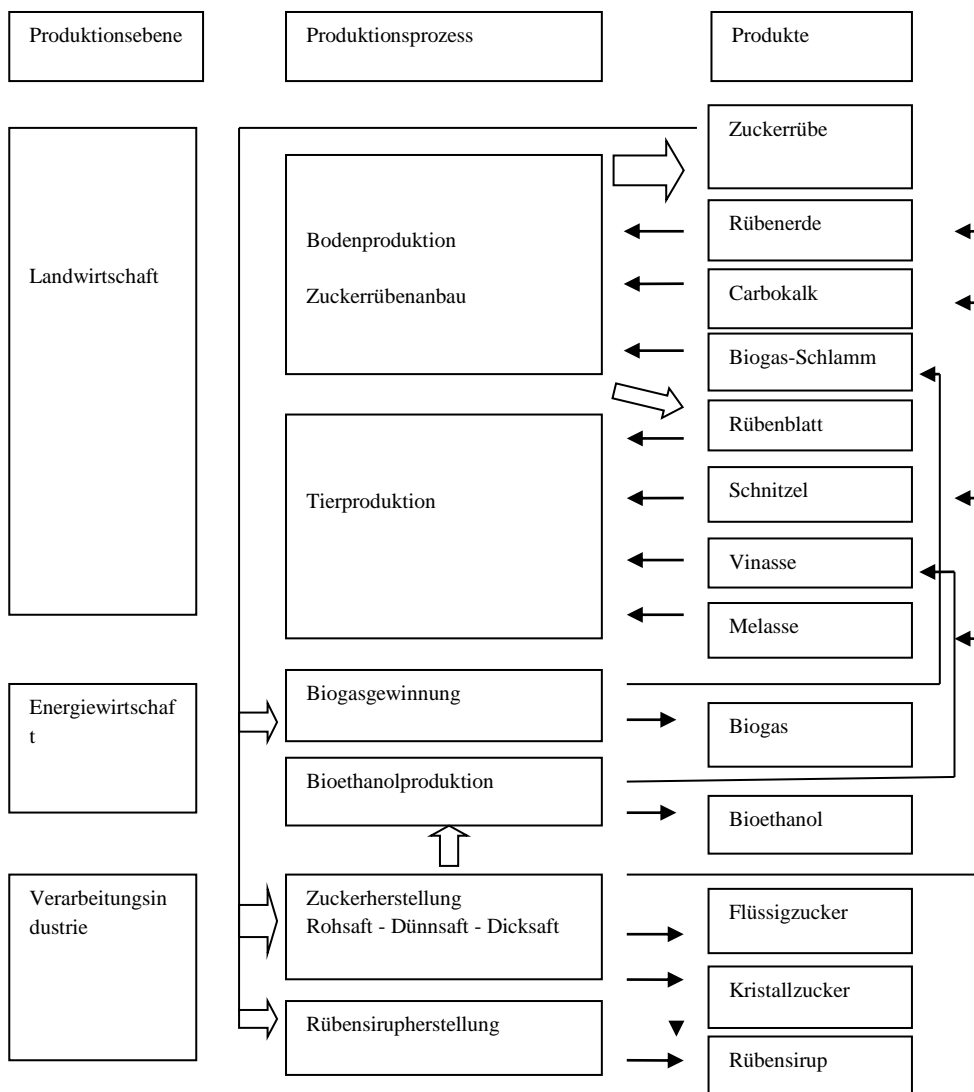 Produktionsebene
Produktionsprozess
Produkte
Zuckerrübe
Bodenproduktion
Zuckerrübenanbau
Rübenerde
Landwirtschaft
Carbokalk
Biogas-Schlamm
Rübenblatt
Tierproduktion
Schnitzel
Vinasse
Melasse
Energiewirtschaf
t
Biogasgewinnung
Biogas
Bioethanolproduktion
Bioethanol
Verarbeitungsin
dustrie
Zuckerherstellung
Rohsaft - Dünnsaft - Dicksaft
Flüssigzucker
Kristallzucker
Rübensirupherstellung
Rübensirup